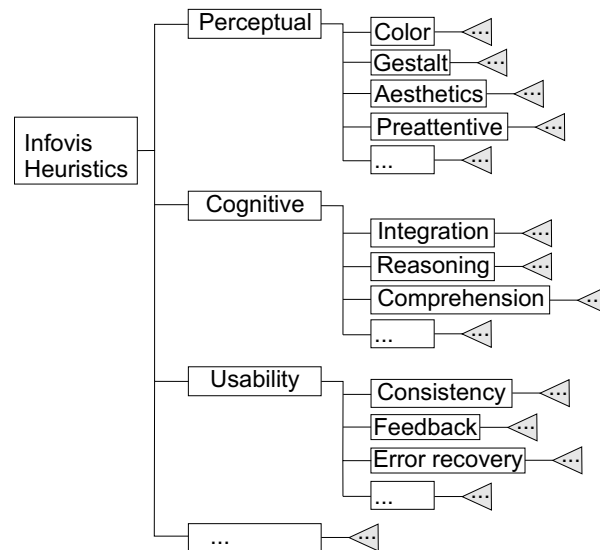 Infovis
Heuristics
Perceptual
Color ...
Gestalt ...
Aesthetics ...
Preattentive ...
... ...
Cognitive
Integration ...
Reasoning ...
Comprehension ...
... ...
Usability
Consistency ...
Feedback ...
Error recovery ...
... ...
... ...